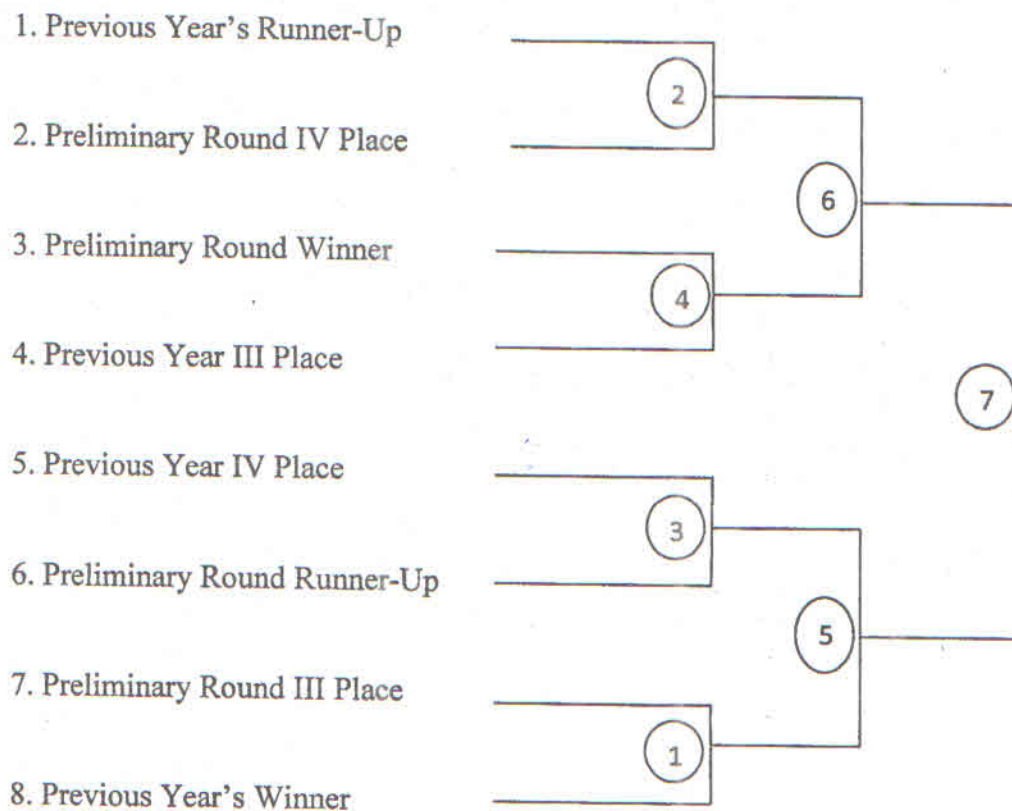 1. Previous Year's Runner-Up
2
2. Preliminary Round IV Place
6
3. Preliminary Round Winner
4
4. Previous Year III Place
7
5. Previous Year IV Place
3
6. Preliminary Round Runner-Up
5
7. Preliminary Round III Place
1
8. Previous Year's Winner